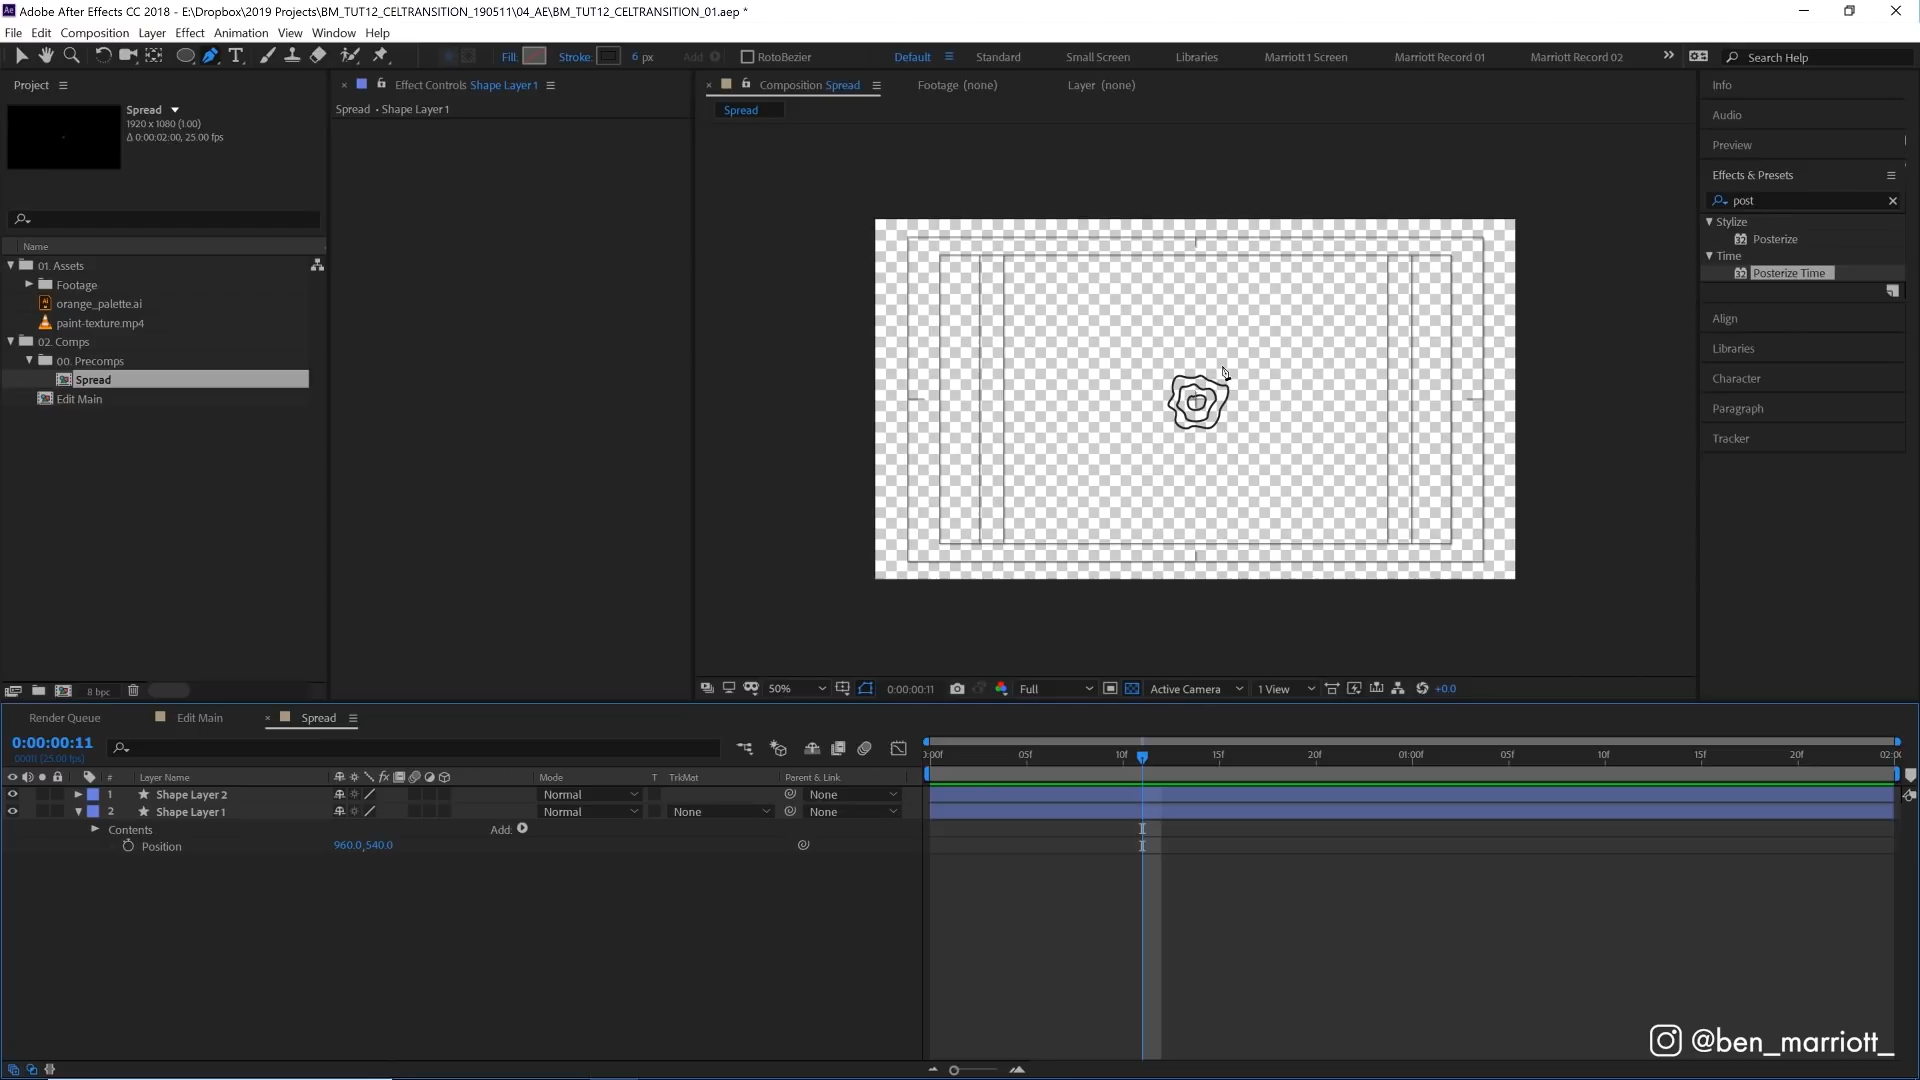 Adobe After Effects CC 2018 - E:\Dropbox\2019 Projects\BM_TUT12_CELTRANSITION_190511\04_AE\BM_TUT12_CELTRANSITION_01.aep *
File Edit Composition Layer Effect Animation View Window Help
Fill: Stroke: 6 px Add: RotoBezier Default Standard Small Screen Libraries Marriott 1 Screen Marriott Record 01 Marriott Record 02 Search Help
Project
Effect Controls Shape Layer 1
Composition Spread
Footage (none)
Layer (none)
Info
Spread
1920 x 1080 (1.00)
Δ 0:00:02:00, 25.00 fps
Spread • Shape Layer 1
Spread
Audio
Preview
Effects & Presets
post
Stylize
Posterize
Time
Posterize Time
Align
Libraries
Character
Paragraph
Tracker
Name
01. Assets
Footage
orange_palette.ai
paint-texture.mp4
02. Comps
00. Precomps
Spread
Edit Main
8 bpc
50% 0:00:00:11 Full Active Camera 1 View +0.0
Render Queue Edit Main Spread
0:00:00:11
00011 (25.00 fps)
:00f 05f 10f 15f 20f 01:00f 05f 10f 15f 20f 02:00
# Layer Name Mode T TrkMat Parent & Link
1 Shape Layer 2 Normal None
2 Shape Layer 1 Normal None None
Contents Add:
Position 960.0,540.0
@ben_marriott_